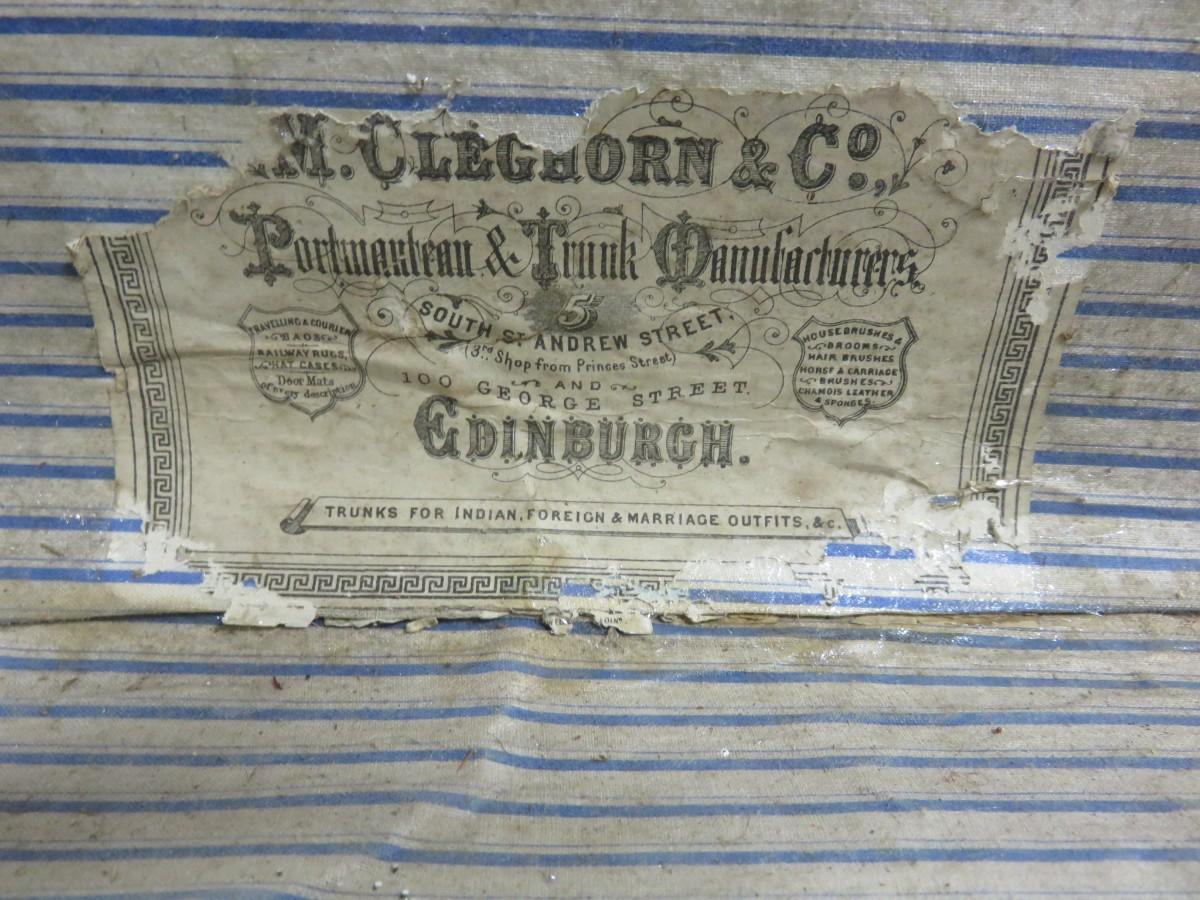 M. CLEGHORN & Co.,
Portmanteau & Trunk Manufacturers,
5
SOUTH ST. ANDREW STREET,
(3rd Shop from Princes Street)
AND
100 GEORGE STREET.
EDINBURGH.
TRAVELLING & COURIER
BAGS
RAILWAY RUGS,
HAT CASES
Door Mats
of every description
HOUSE BRUSHES &
BROOMS
HAIR BRUSHES
HORSE & CARRIAGE
BRUSHES
CHAMOIS LEATHER
& SPONGES.
TRUNKS FOR INDIAN, FOREIGN & MARRIAGE OUTFITS, &c.